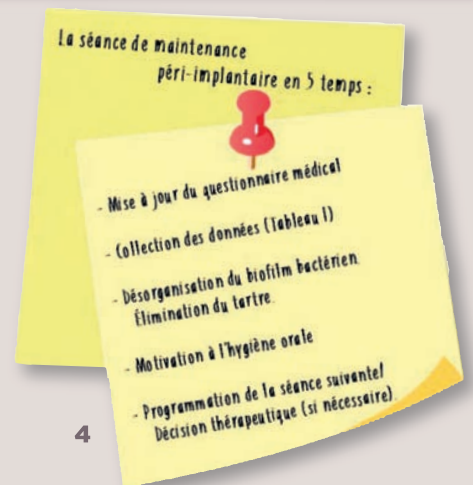 La séance de maintenance
péri-implantaire en 5 temps :
- Mise à jour du questionnaire médical
- Collection des données (Tableau I)
- Désorganisation du biofilm bactérien.
Élimination du tartre.
- Motivation à l'hygiène orale
- Programmation de la séance suivante/
Décision thérapeutique (si nécessaire).
4